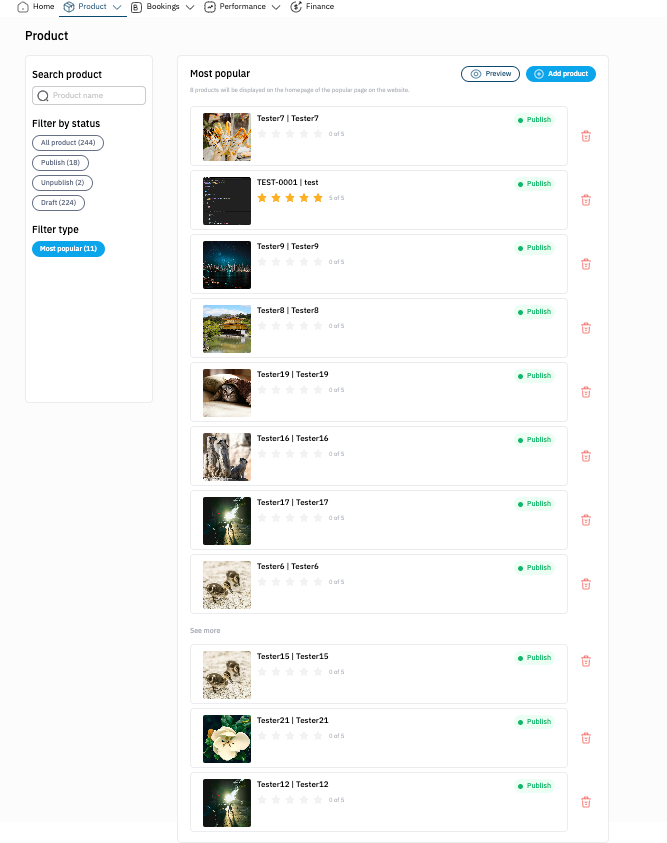 Home Product Bookings Performance Finance
Product
Search product
Product name
Filter by status
All product (244)
Publish (18)
Unpublish (2)
Draft (224)
Filter type
Most popular (11)
Most popular
Preview
Add product
8 products will be displayed on the homepage of the popular page on the website.
Tester7 | Tester7
0 of 5
Publish
TEST-0001 | test
5 of 5
Publish
Tester9 | Tester9
0 of 5
Publish
Tester8 | Tester8
0 of 5
Publish
Tester19 | Tester19
0 of 5
Publish
Tester16 | Tester16
0 of 5
Publish
Tester17 | Tester17
0 of 5
Publish
Tester6 | Tester6
0 of 5
Publish
See more
Tester15 | Tester15
0 of 5
Publish
Tester21 | Tester21
0 of 5
Publish
Tester12 | Tester12
0 of 5
Publish